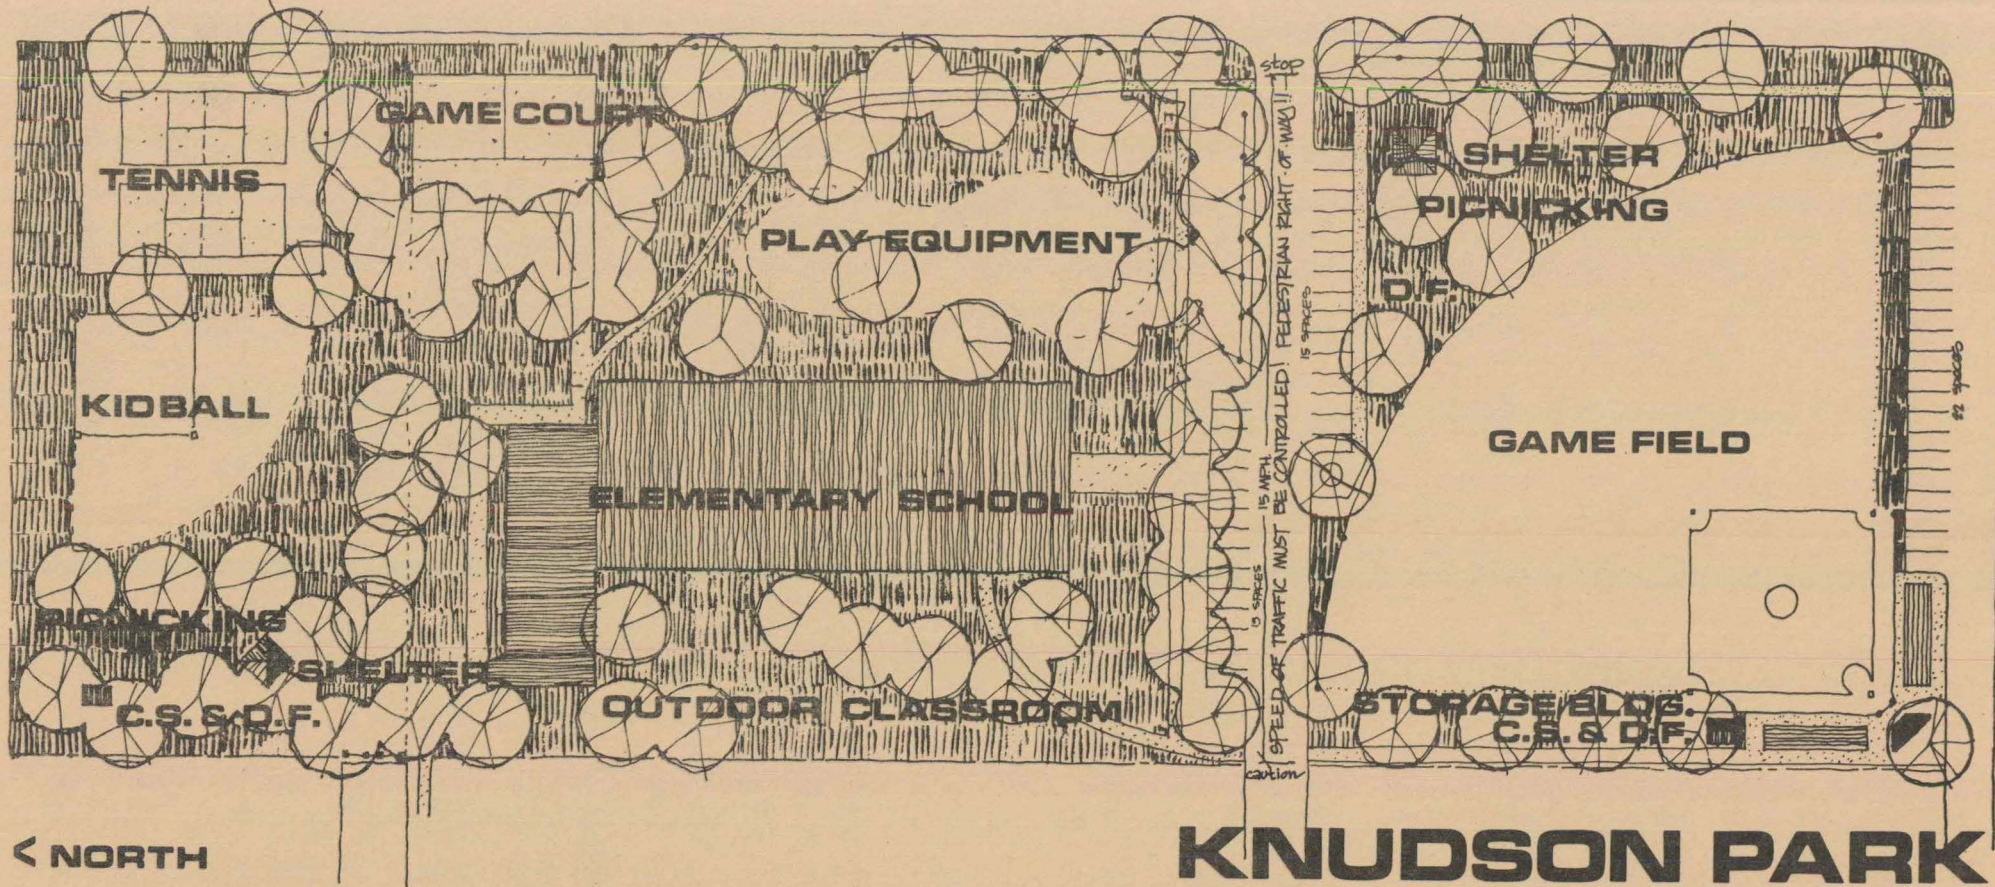 GAME COURT
TENNIS
PLAY EQUIPMENT
KIDBALL
ELEMENTARY SCHOOL
PICNICKING
SHELTER
C.S. & D.F.
OUTDOOR CLASSROOM
stop
SPEED OF TRAFFIC MUST BE CONTROLLED! PEDESTRIAN RIGHT-OF-WAY!!
15 MPH
15 SPACES
15 SPACES
caution
SHELTER
PICNICKING
D.F.
GAME FIELD
22 spaces
STORAGE BLDG.
C.S. & D.F.
< NORTH
KNUDSON PARK